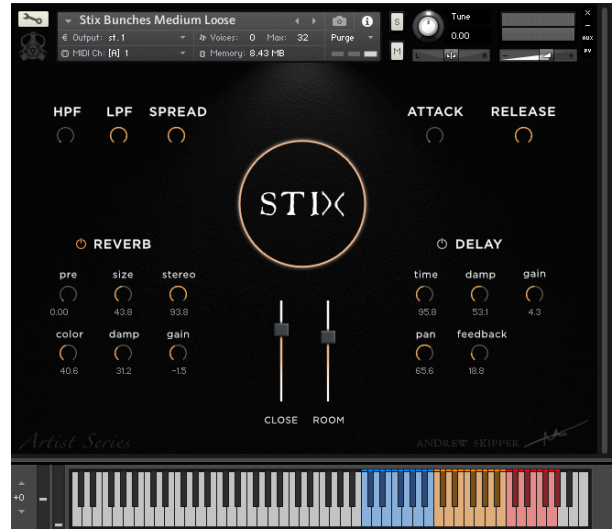 Stix Bunches Medium Loose
S
Tune
0.00
×
–
AUX
PV
Output: st.1
Voices: 0 Max: 32
Purge
MIDI Ch: [A] 1
Memory: 8.43 MB
M
L R
– +
HPF LPF SPREAD
ATTACK RELEASE
STIX
REVERB
DELAY
pre size stereo
0.00 43.8 93.8
time damp gain
95.8 53.1 4.3
color damp gain
40.6 31.2 -1.5
pan feedback
65.6 18.8
CLOSE ROOM
Artist Series
ANDREW SKIPPER
+0